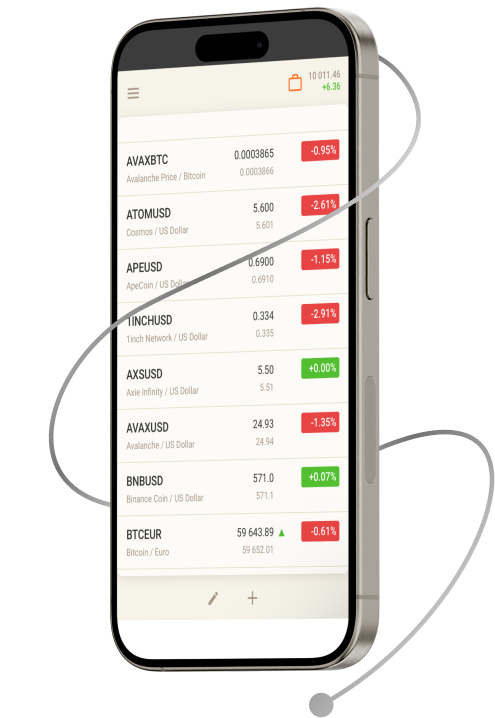 10 011.46
+6.36
AVAXBTC 0.0003865 -0.95%
Avalanche Price / Bitcoin 0.0003866
ATOMUSD 5.600 -2.61%
Cosmos / US Dollar 5.601
APEUSD 0.6900 -1.15%
ApeCoin / US Dollar 0.6910
1INCHUSD 0.334 -2.91%
1inch Network / US Dollar 0.335
AXSUSD 5.50 +0.00%
Axie Infinity / US Dollar 5.51
AVAXUSD 24.93 -1.35%
Avalanche / US Dollar 24.94
BNBUSD 571.0 +0.07%
Binance Coin / US Dollar 571.1
BTCEUR 59 643.89 ▲ -0.61%
Bitcoin / Euro 59 652.01